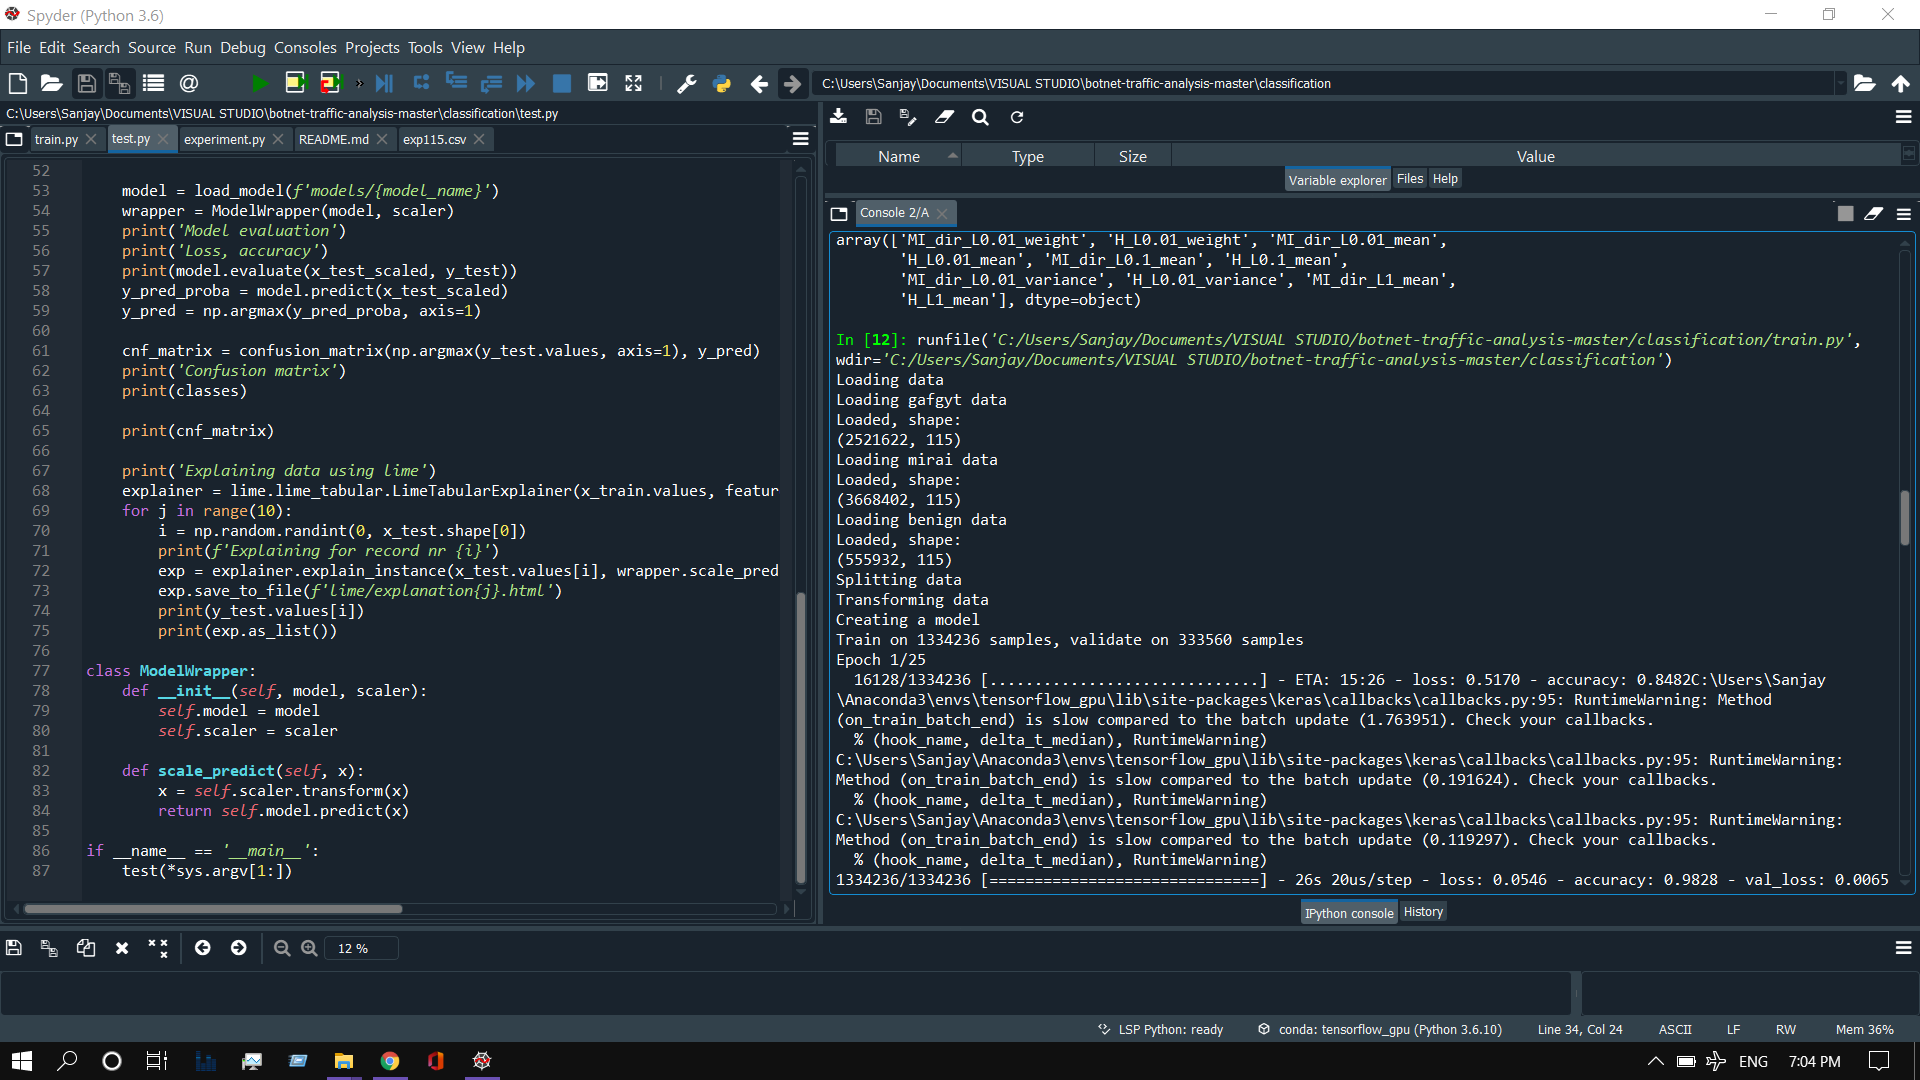 Spyder (Python 3.6)
File Edit Search Source Run Debug Consoles Projects Tools View Help
C:\Users\Sanjay\Documents\VISUAL STUDIO\botnet-traffic-analysis-master\classification
C:\Users\Sanjay\Documents\VISUAL STUDIO\botnet-traffic-analysis-master\classification\test.py
train.py test.py experiment.py README.md exp115.csv
52
53 model = load_model(f'models/{model_name}')
54 wrapper = ModelWrapper(model, scaler)
55 print('Model evaluation')
56 print('Loss, accuracy')
57 print(model.evaluate(x_test_scaled, y_test))
58 y_pred_proba = model.predict(x_test_scaled)
59 y_pred = np.argmax(y_pred_proba, axis=1)
60
61 cnf_matrix = confusion_matrix(np.argmax(y_test.values, axis=1), y_pred)
62 print('Confusion matrix')
63 print(classes)
64
65 print(cnf_matrix)
66
67 print('Explaining data using lime')
68 explainer = lime.lime_tabular.LimeTabularExplainer(x_train.values, featur
69 for j in range(10):
70 i = np.random.randint(0, x_test.shape[0])
71 print(f'Explaining for record nr {i}')
72 exp = explainer.explain_instance(x_test.values[i], wrapper.scale_pred
73 exp.save_to_file(f'lime/explanation{j}.html')
74 print(y_test.values[i])
75 print(exp.as_list())
76
77 class ModelWrapper:
78 def __init__(self, model, scaler):
79 self.model = model
80 self.scaler = scaler
81
82 def scale_predict(self, x):
83 x = self.scaler.transform(x)
84 return self.model.predict(x)
85
86 if __name__ == '__main__':
87 test(*sys.argv[1:])
Name Type Size Value
Variable explorer Files Help
Console 2/A
array(['MI_dir_L0.01_weight', 'H_L0.01_weight', 'MI_dir_L0.01_mean',
'H_L0.01_mean', 'MI_dir_L0.1_mean', 'H_L0.1_mean',
'MI_dir_L0.01_variance', 'H_L0.01_variance', 'MI_dir_L1_mean',
'H_L1_mean'], dtype=object)
In [12]: runfile('C:/Users/Sanjay/Documents/VISUAL STUDIO/botnet-traffic-analysis-master/classification/train.py',
wdir='C:/Users/Sanjay/Documents/VISUAL STUDIO/botnet-traffic-analysis-master/classification')
Loading data
Loading gafgyt data
Loaded, shape:
(2521622, 115)
Loading mirai data
Loaded, shape:
(3668402, 115)
Loading benign data
Loaded, shape:
(555932, 115)
Splitting data
Transforming data
Creating a model
Train on 1334236 samples, validate on 333560 samples
Epoch 1/25
16128/1334236 [..............................] - ETA: 15:26 - loss: 0.5170 - accuracy: 0.8482C:\Users\Sanjay
\Anaconda3\envs\tensorflow_gpu\lib\site-packages\keras\callbacks\callbacks.py:95: RuntimeWarning: Method
(on_train_batch_end) is slow compared to the batch update (1.763951). Check your callbacks.
% (hook_name, delta_t_median), RuntimeWarning)
C:\Users\Sanjay\Anaconda3\envs\tensorflow_gpu\lib\site-packages\keras\callbacks\callbacks.py:95: RuntimeWarning:
Method (on_train_batch_end) is slow compared to the batch update (0.191624). Check your callbacks.
% (hook_name, delta_t_median), RuntimeWarning)
C:\Users\Sanjay\Anaconda3\envs\tensorflow_gpu\lib\site-packages\keras\callbacks\callbacks.py:95: RuntimeWarning:
Method (on_train_batch_end) is slow compared to the batch update (0.119297). Check your callbacks.
% (hook_name, delta_t_median), RuntimeWarning)
1334236/1334236 [==============================] - 26s 20us/step - loss: 0.0546 - accuracy: 0.9828 - val_loss: 0.0065
IPython console History
12 %
LSP Python: ready conda: tensorflow_gpu (Python 3.6.10) Line 34, Col 24 ASCII LF RW Mem 36%
ENG 7:04 PM